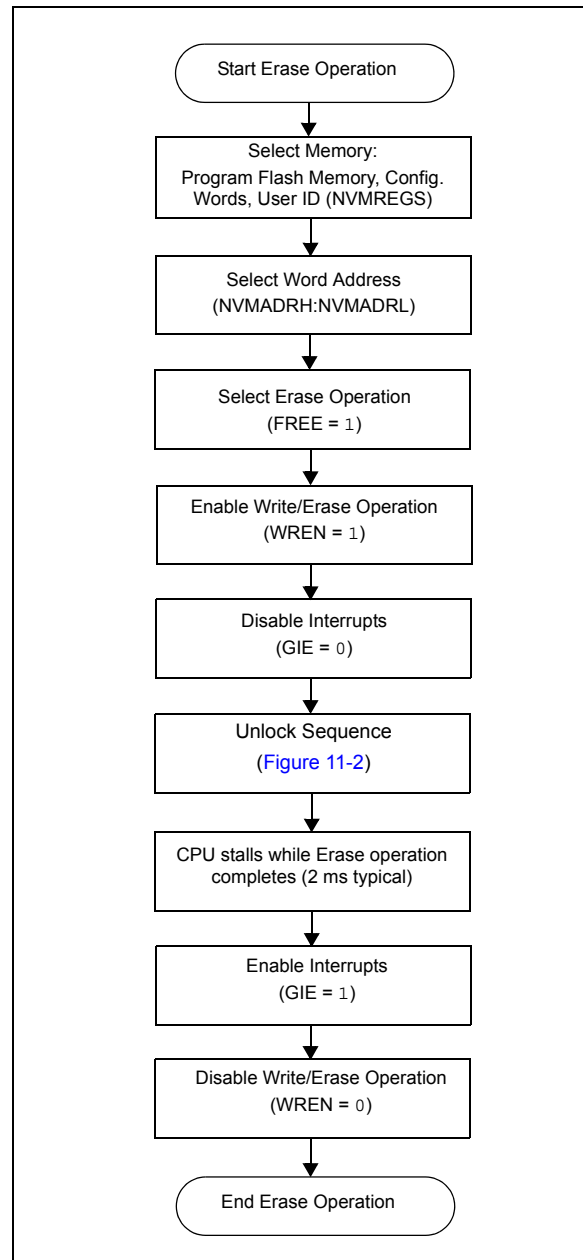 Start Erase Operation
Select Memory:
Program Flash Memory, Config.
Words, User ID (NVMREGS)
Select Word Address
(NVMADRH:NVMADRL)
Select Erase Operation
(FREE = 1)
Enable Write/Erase Operation
(WREN = 1)
Disable Interrupts
(GIE = 0)
Unlock Sequence
(Figure 11-2)
CPU stalls while Erase operation
completes (2 ms typical)
Enable Interrupts
(GIE = 1)
Disable Write/Erase Operation
(WREN = 0)
End Erase Operation